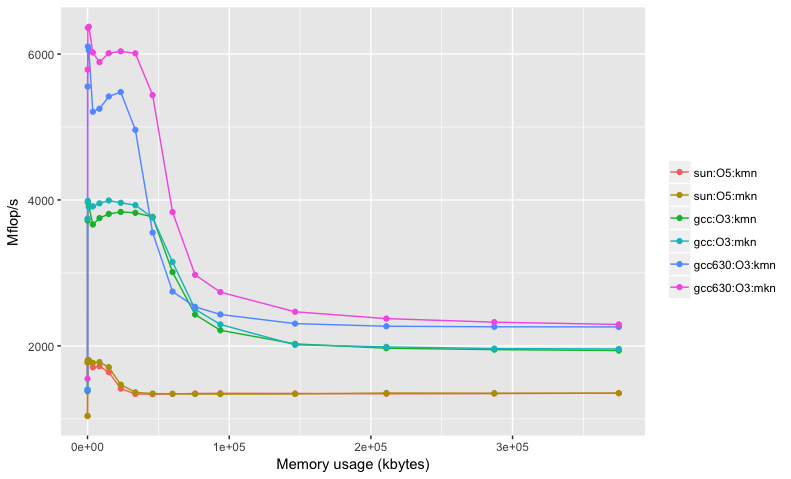 6000
4000
2000
Mflop/s
0e+00 1e+05 2e+05 3e+05
Memory usage (kbytes)
sun:O5:kmn
sun:O5:mkn
gcc:O3:kmn
gcc:O3:mkn
gcc630:O3:kmn
gcc630:O3:mkn